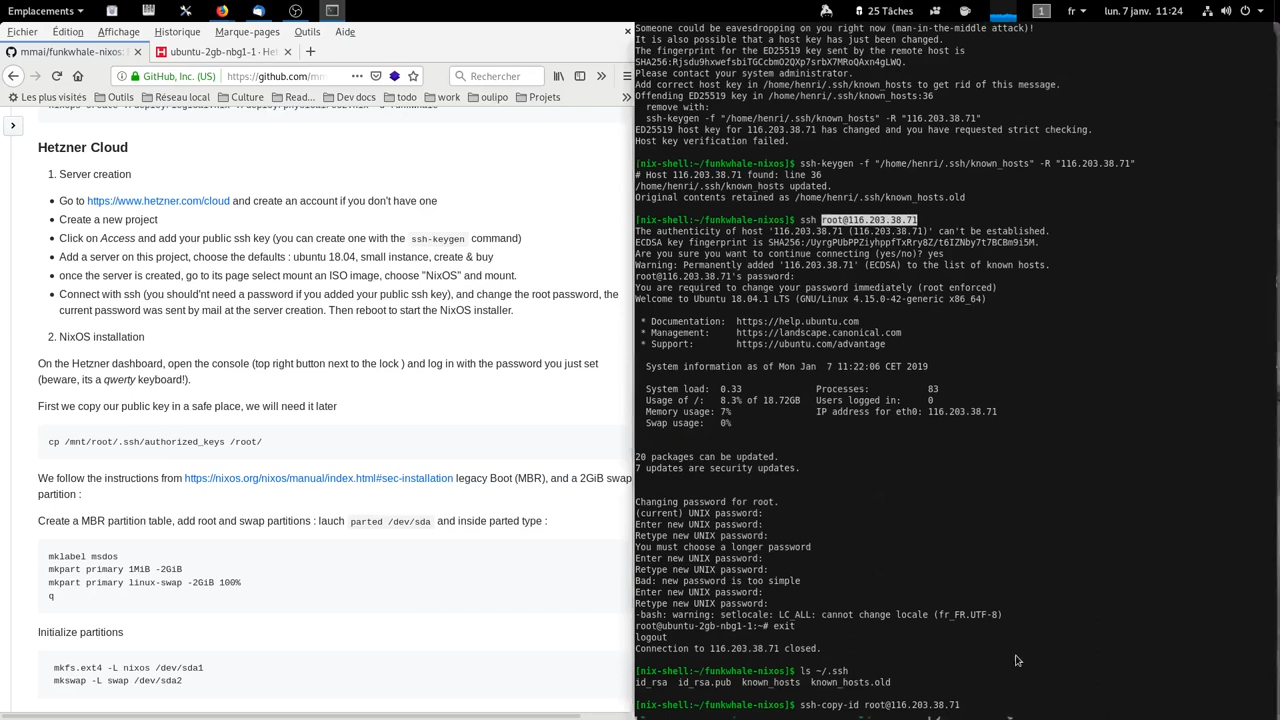 Emplacements
25 Tâches
1
fr
lun. 7 janv. 11:24
Fichier Édition Affichage Historique Marque-pages Outils Aide
mmai/funkwhale-nixos:
ubuntu-2gb-nbg1-1 · Het
GitHub, Inc. (US)
https://github.com/mm
Rechercher
Les plus visités Outils Réseau local Culture Read... Dev docs todo oulipo Projets
Hetzner Cloud
1. Server creation
Go to https://www.hetzner.com/cloud and create an account if you don't have one
Create a new project
Click on Access and add your public ssh key (you can create one with the ssh-keygen command)
Add a server on this project, choose the defaults : ubuntu 18.04, small instance, create & buy
once the server is created, go to its page select mount an ISO image, choose "NixOS" and mount.
Connect with ssh (you should'nt need a password if you added your public ssh key), and change the root password, the
current password was sent by mail at the server creation. Then reboot to start the NixOS installer.
2. NixOS installation
On the Hetzner dashboard, open the console (top right button next to the lock ) and log in with the password you just set
(beware, its a qwerty keyboard!).
First we copy our public key in a safe place, we will need it later
cp /mnt/root/.ssh/authorized_keys /root/
We follow the instructions from https://nixos.org/nixos/manual/index.html#sec-installation legacy Boot (MBR), and a 2GiB swap
partition :
Create a MBR partition table, add root and swap partitions : lauch parted /dev/sda and inside parted type :
mklabel msdos
mkpart primary 1MiB -2GiB
mkpart primary linux-swap -2GiB 100%
q
Initialize partitions
mkfs.ext4 -L nixos /dev/sda1
mkswap -L swap /dev/sda2
Someone could be eavesdropping on you right now (man-in-the-middle attack)!
It is also possible that a host key has just been changed.
The fingerprint for the ED25519 key sent by the remote host is
SHA256:Rjsdu9hxwefsbiTGCcbmO2QXp7srbX7MRoQAxn4gLWQ.
Please contact your system administrator.
Add correct host key in /home/henri/.ssh/known_hosts to get rid of this message.
Offending ED25519 key in /home/henri/.ssh/known_hosts:36
remove with:
ssh-keygen -f "/home/henri/.ssh/known_hosts" -R "116.203.38.71"
ED25519 host key for 116.203.38.71 has changed and you have requested strict checking.
Host key verification failed.
[nix-shell:~/funkwhale-nixos]$ ssh-keygen -f "/home/henri/.ssh/known_hosts" -R "116.203.38.71"
# Host 116.203.38.71 found: line 36
/home/henri/.ssh/known_hosts updated.
Original contents retained as /home/henri/.ssh/known_hosts.old
[nix-shell:~/funkwhale-nixos]$ ssh root@116.203.38.71
The authenticity of host '116.203.38.71 (116.203.38.71)' can't be established.
ECDSA key fingerprint is SHA256:/UyrgPUbPPZiyhppfTxRry8Z/t6IZNby7t7BCBm9i5M.
Are you sure you want to continue connecting (yes/no)? yes
Warning: Permanently added '116.203.38.71' (ECDSA) to the list of known hosts.
root@116.203.38.71's password:
You are required to change your password immediately (root enforced)
Welcome to Ubuntu 18.04.1 LTS (GNU/Linux 4.15.0-42-generic x86_64)
* Documentation: https://help.ubuntu.com
* Management: https://landscape.canonical.com
* Support: https://ubuntu.com/advantage
System information as of Mon Jan 7 11:22:06 CET 2019
System load: 0.33 Processes: 83
Usage of /: 8.3% of 18.72GB Users logged in: 0
Memory usage: 7% IP address for eth0: 116.203.38.71
Swap usage: 0%
20 packages can be updated.
7 updates are security updates.
Changing password for root.
(current) UNIX password:
Enter new UNIX password:
Retype new UNIX password:
You must choose a longer password
Enter new UNIX password:
Retype new UNIX password:
Bad: new password is too simple
Enter new UNIX password:
Retype new UNIX password:
-bash: warning: setlocale: LC_ALL: cannot change locale (fr_FR.UTF-8)
root@ubuntu-2gb-nbg1-1:~# exit
logout
Connection to 116.203.38.71 closed.
[nix-shell:~/funkwhale-nixos]$ ls ~/.ssh
id_rsa id_rsa.pub known_hosts known_hosts.old
[nix-shell:~/funkwhale-nixos]$ ssh-copy-id root@116.203.38.71